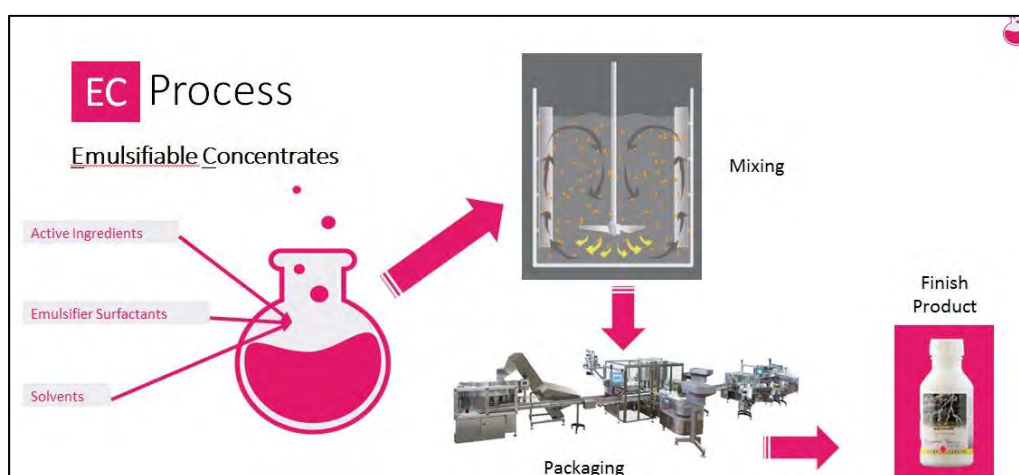 EC Process
Emulsifiable Concentrates
Active Ingredients
Emulsifier Surfactants
Solvents
Mixing
Packaging
Finish
Product